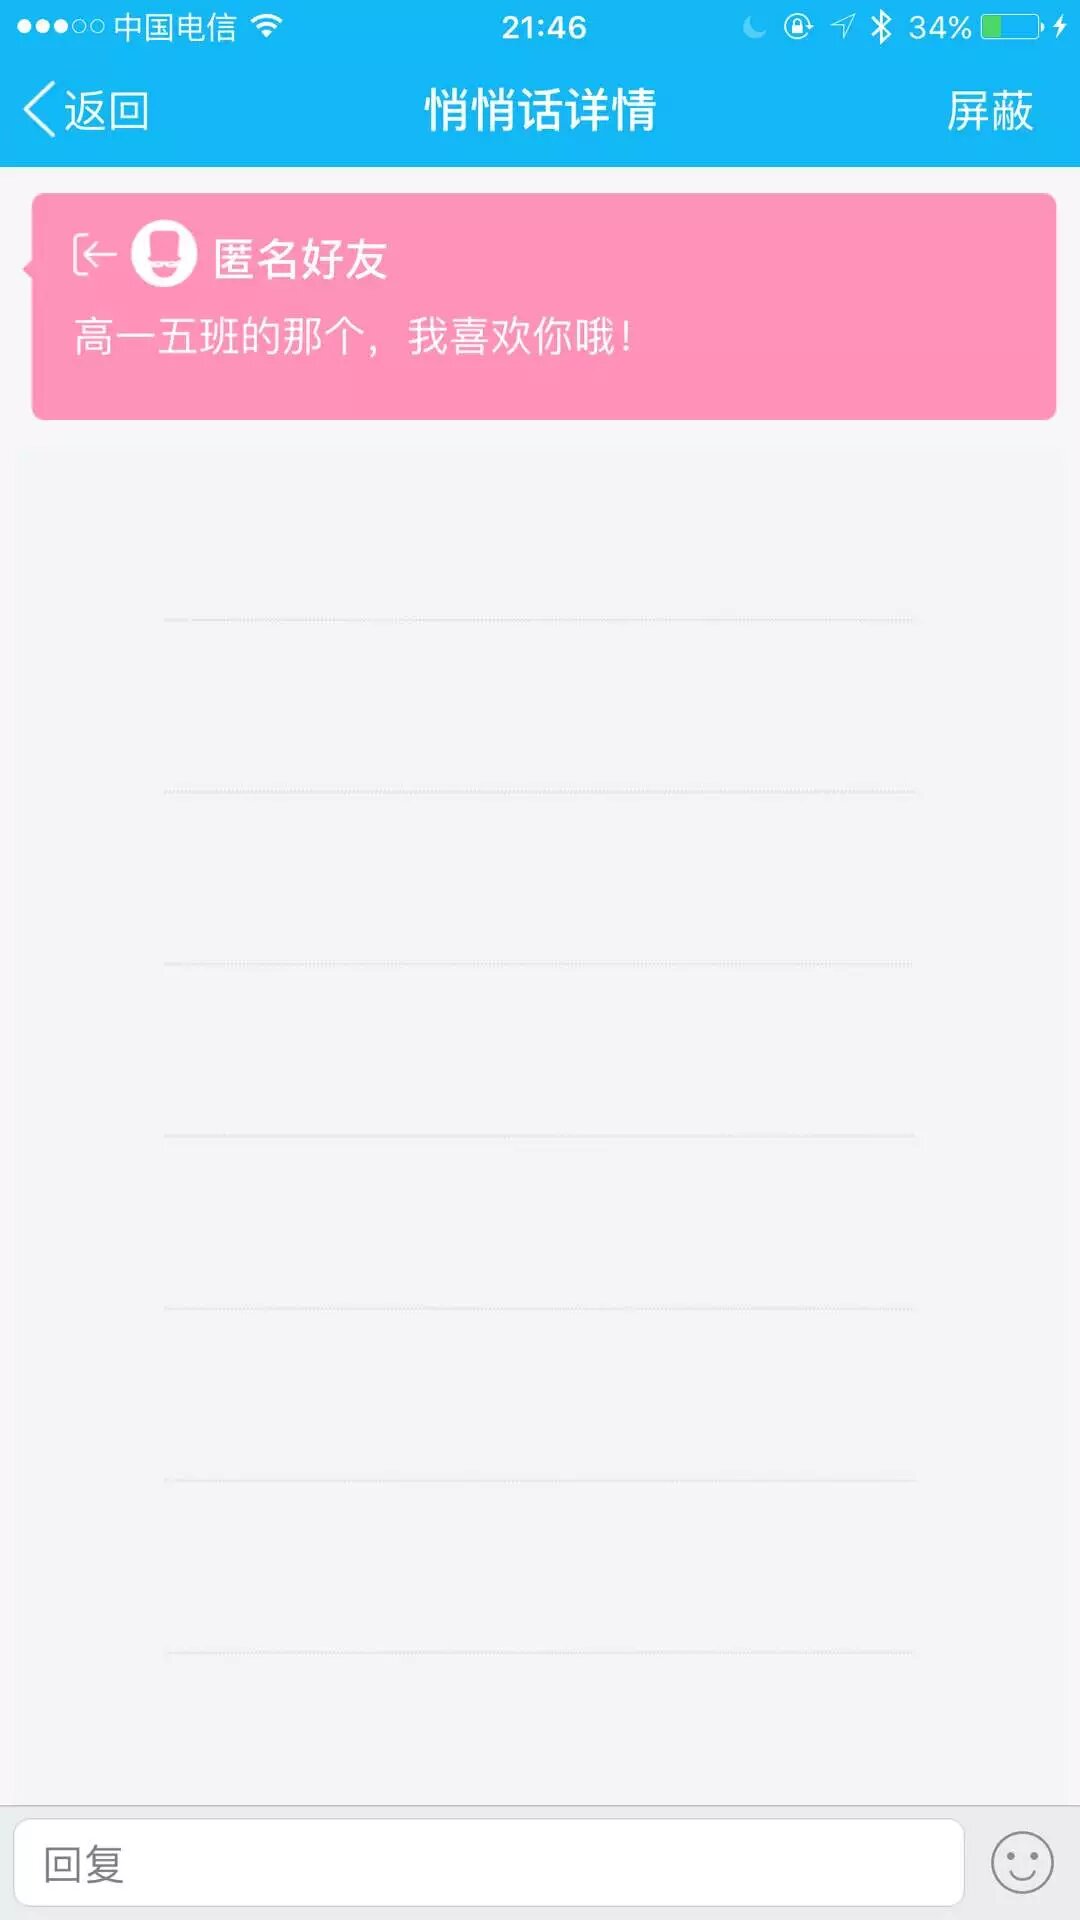 中国电信 21:46 34%
返回 悄悄话详情 屏蔽
匿名好友
高一五班的那个，我喜欢你哦！
回复